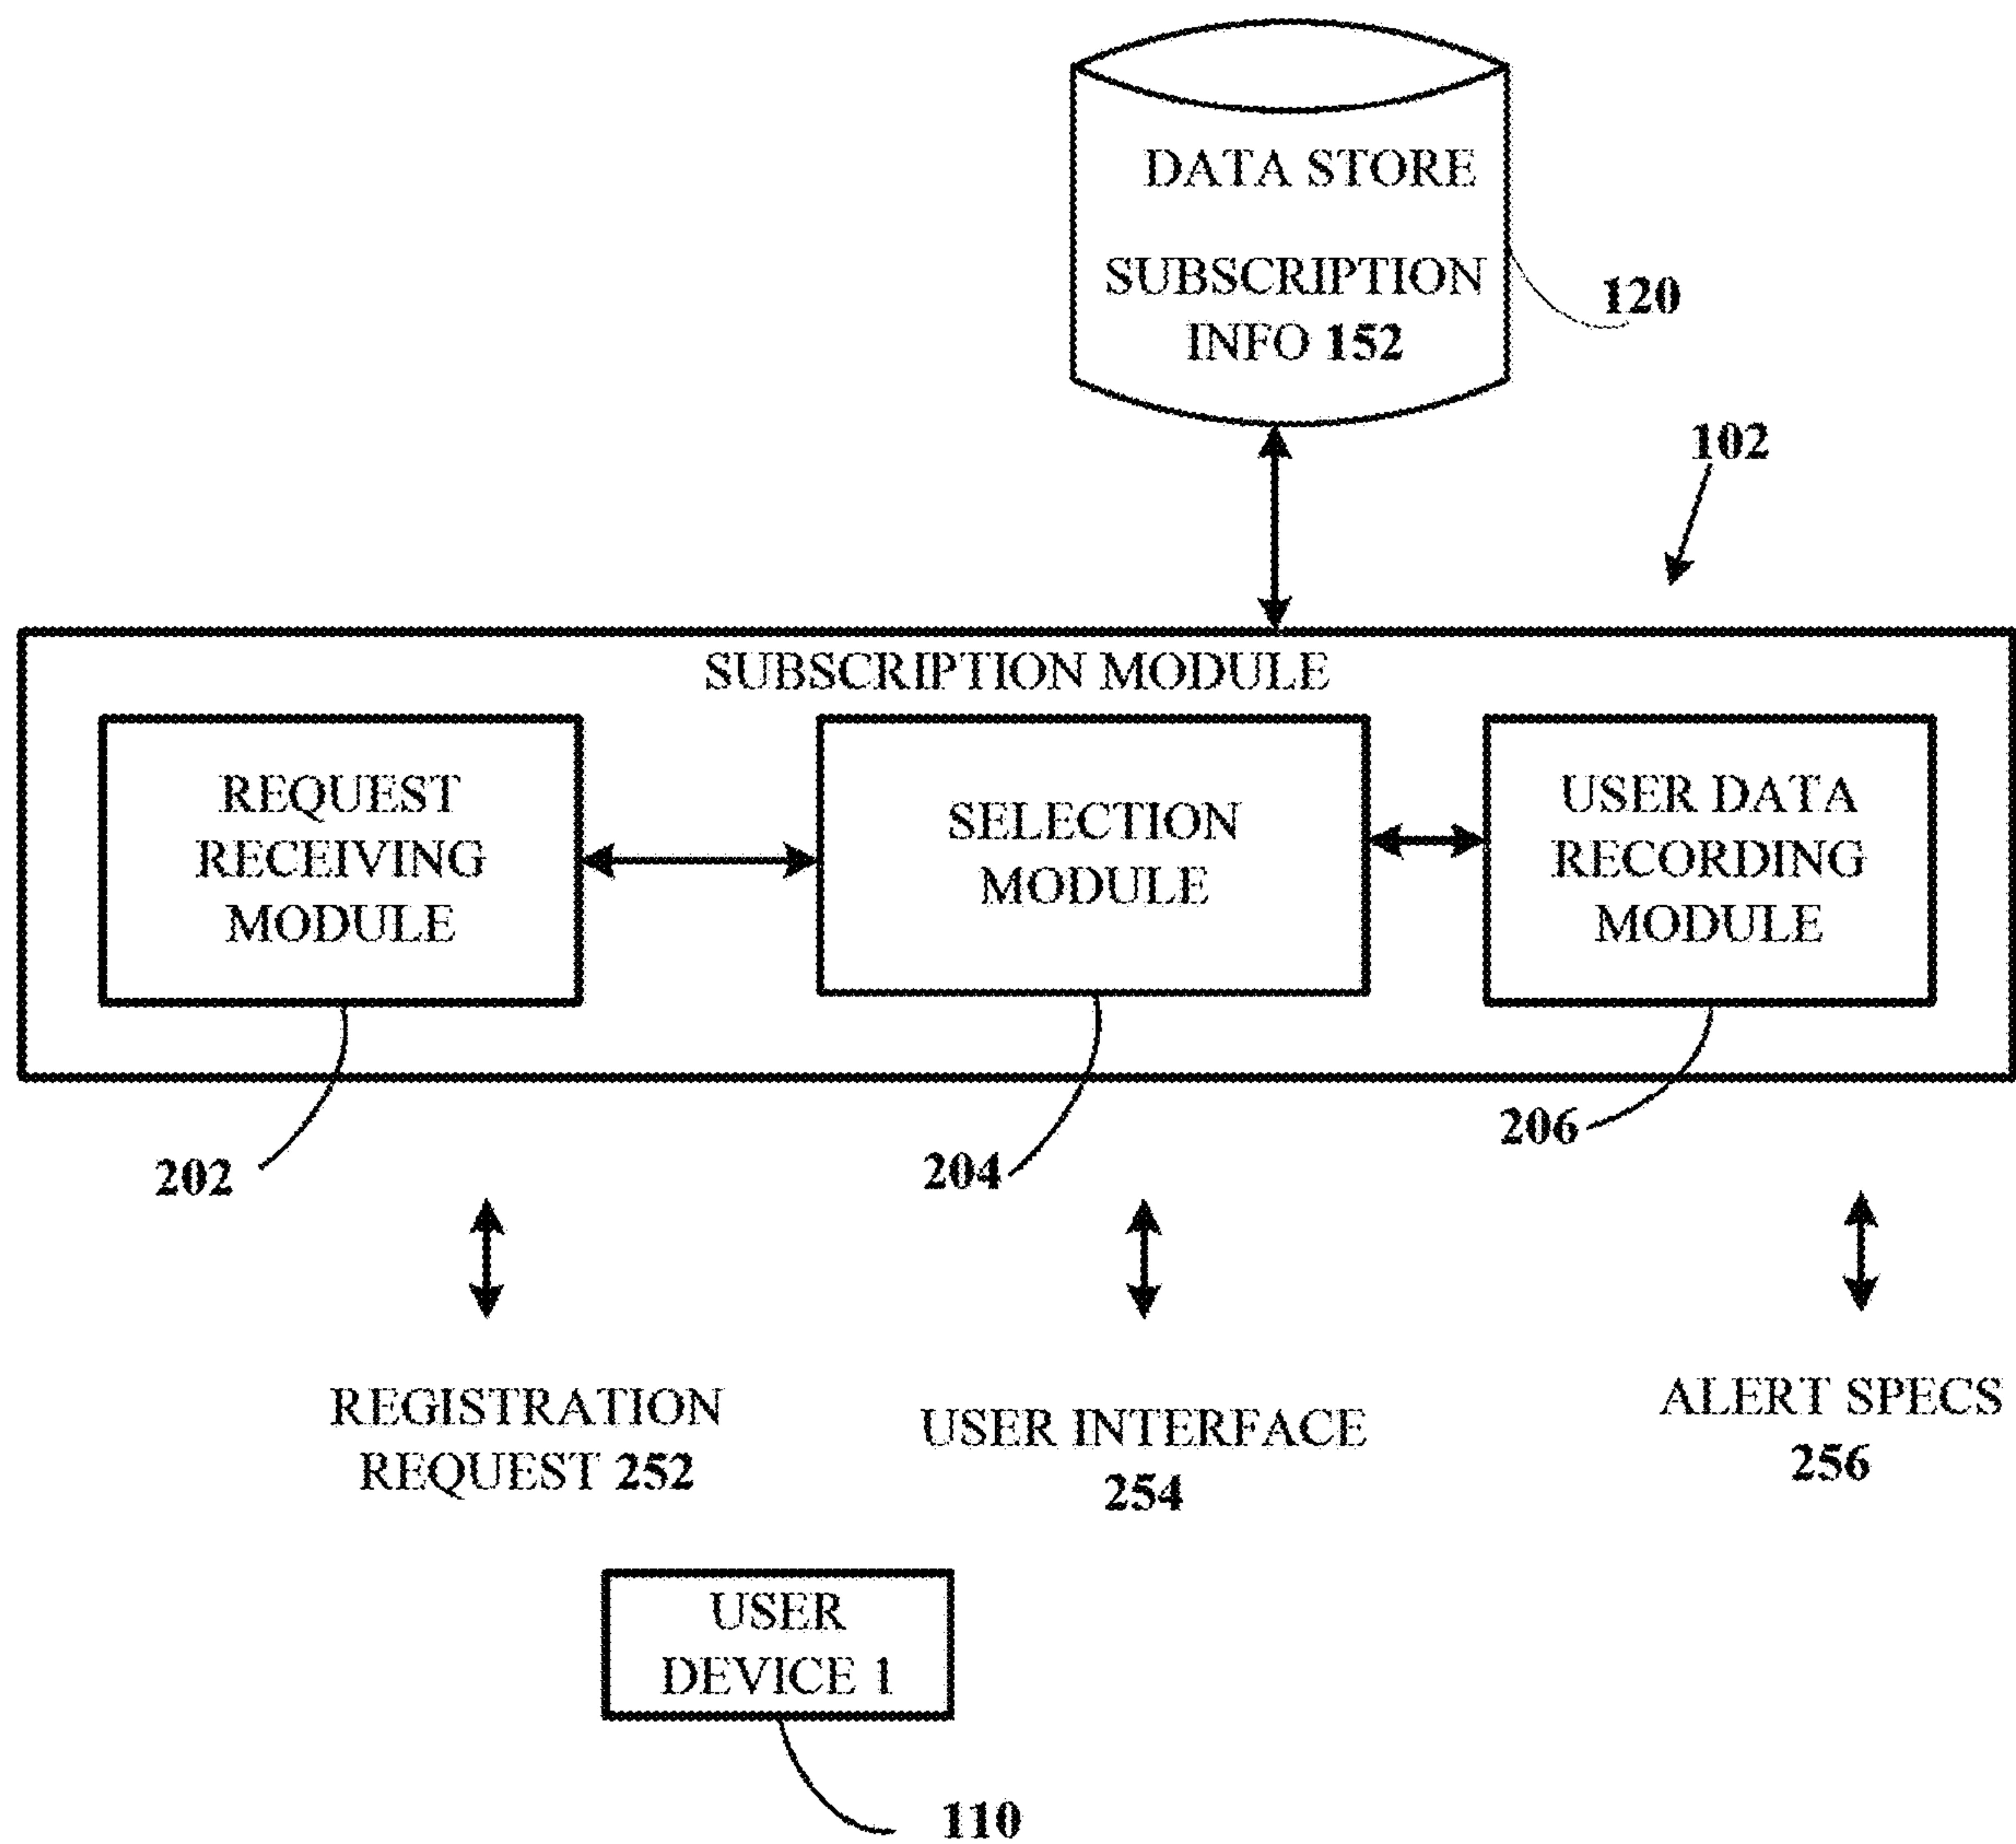 DATA STORE
SUBSCRIPTION
INFO 152
120
102
SUBSCRIPTION MODULE
REQUEST
RECEIVING
MODULE
SELECTION
MODULE
USER DATA
RECORDING
MODULE
202
204
206
REGISTRATION
REQUEST 252
USER INTERFACE
254
ALERT SPECS
256
USER
DEVICE 1
110